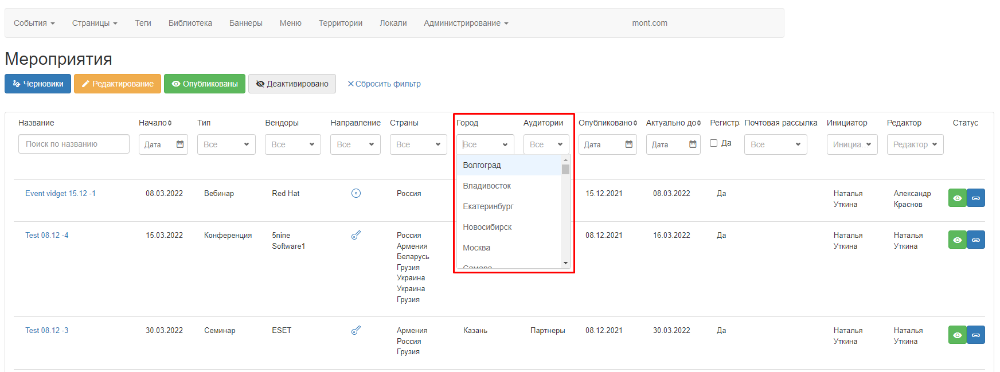 События Страницы Теги Библиотека Баннеры Меню Территории Локали Администрирование mont.com
Мероприятия
Черновики Редактирование Опубликованы Деактивировано Сбросить фильтр
Название Начало Тип Вендоры Направление Страны Город Аудитории Опубликовано Актуально до Регистр Почтовая рассылка Инициатор Редактор Статус
Поиск по названию Дата Все Все Все Все Все Все Дата Дата Да Все Инициа... Редактор
Волгоград
Владивосток
Екатеринбург
Новосибирск
Москва
Самара
Event vidget 15.12 -1 08.03.2022 Вебинар Red Hat Россия 15.12.2021 08.03.2022 Да Наталья Александр
Уткина Краснов
Test 08.12 -4 15.03.2022 Конференция 5nine Россия 08.12.2021 16.03.2022 Да Наталья Наталья
Software1 Армения Уткина Уткина
Беларусь
Грузия
Украина
Украина
Грузия
Test 08.12 -3 30.03.2022 Семинар ESET Армения Казань Партнеры 08.12.2021 30.03.2022 Да Наталья Наталья
Россия Уткина Уткина
Грузия